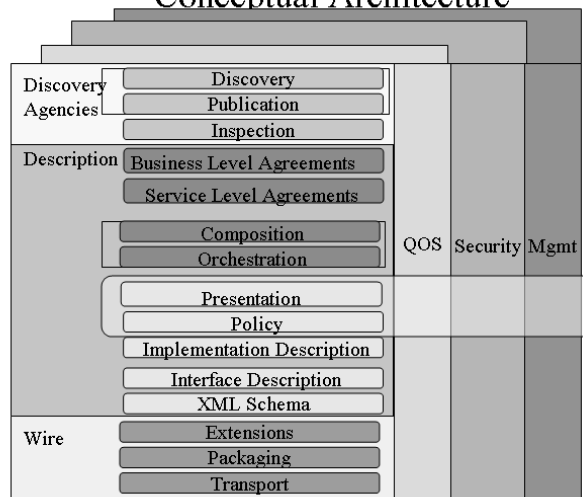 Conceptual Architecture
Discovery
Agencies
Discovery
Publication
Inspection
Description
Business Level Agreements
Service Level Agreements
Composition
Orchestration
QOS
Security
Mgmt
Presentation
Policy
Implementation Description
Interface Description
XML Schema
Wire
Extensions
Packaging
Transport